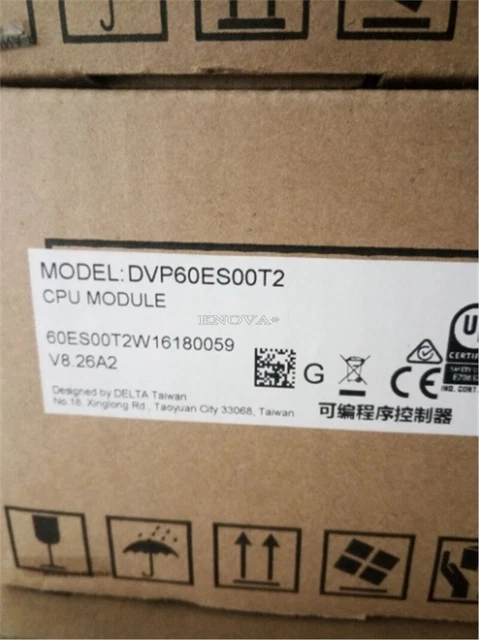 MODEL: DVP60ES00T2
CPU MODULE
ENOVA®
60ES00T2W16180059
V8.26A2
G
CE
CERTIFIED
Designed by DELTA Taiwan
No.18, Xinglong Rd., Taoyuan City 33068, Taiwan
可编程序控制器